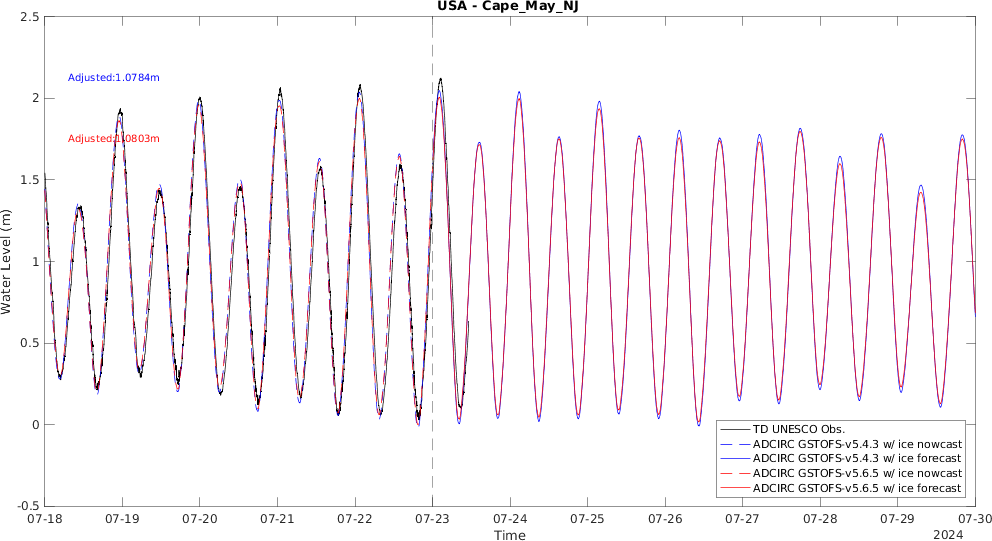 USA - Cape_May_NJ
2.5
Adjusted:1.0784m
2
Adjusted:1.0803m
1.5
Water Level (m)
1
0.5
0
TD UNESCO Obs.
ADCIRC GSTOFS-v5.4.3 w/ ice nowcast
ADCIRC GSTOFS-v5.4.3 w/ ice forecast
ADCIRC GSTOFS-v5.6.5 w/ ice nowcast
ADCIRC GSTOFS-v5.6.5 w/ ice forecast
-0.5
07-18 07-19 07-20 07-21 07-22 07-23 07-24 07-25 07-26 07-27 07-28 07-29 07-30
Time
2024